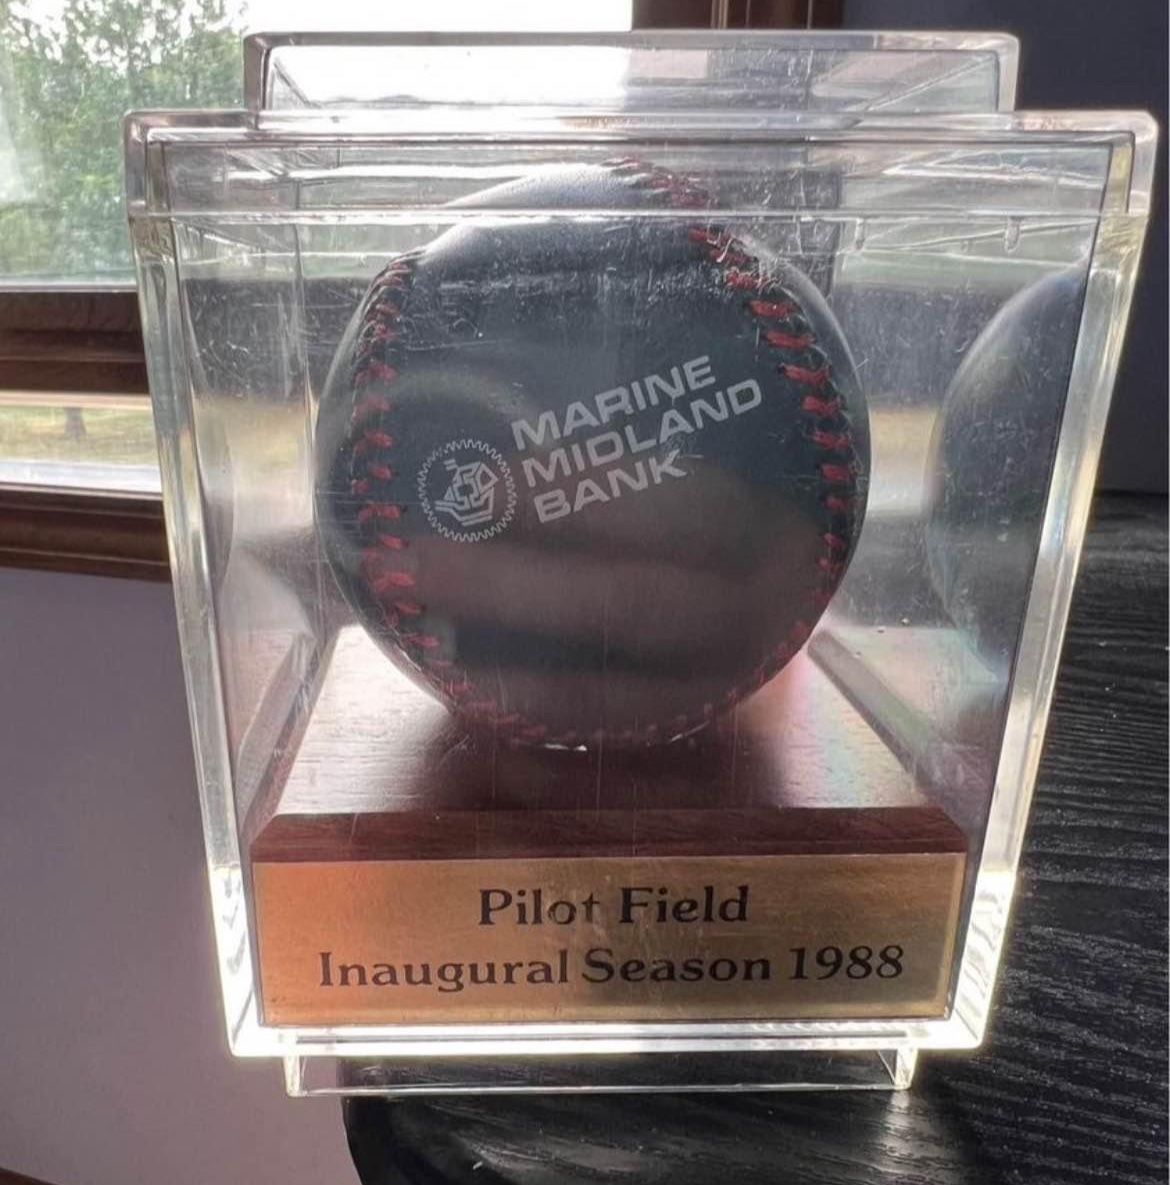 MARINE
MIDLAND
BANK
Pilot Field
Inaugural Season 1988